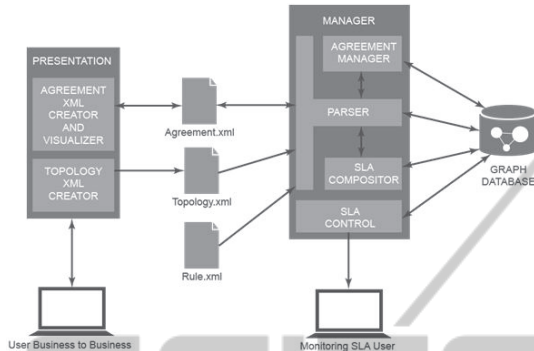 PRESENTATION
AGREEMENT
XML
CREATOR
AND
VISUALIZER
TOPOLOGY
XML
CREATOR
User Business to Business
Agreement.xml
Topology.xml
Rule.xml
MANAGER
AGREEMENT
MANAGER
PARSER
SLA
COMPOSITOR
SLA
CONTROL
Monitoring SLA User
GRAPH
DATABASE